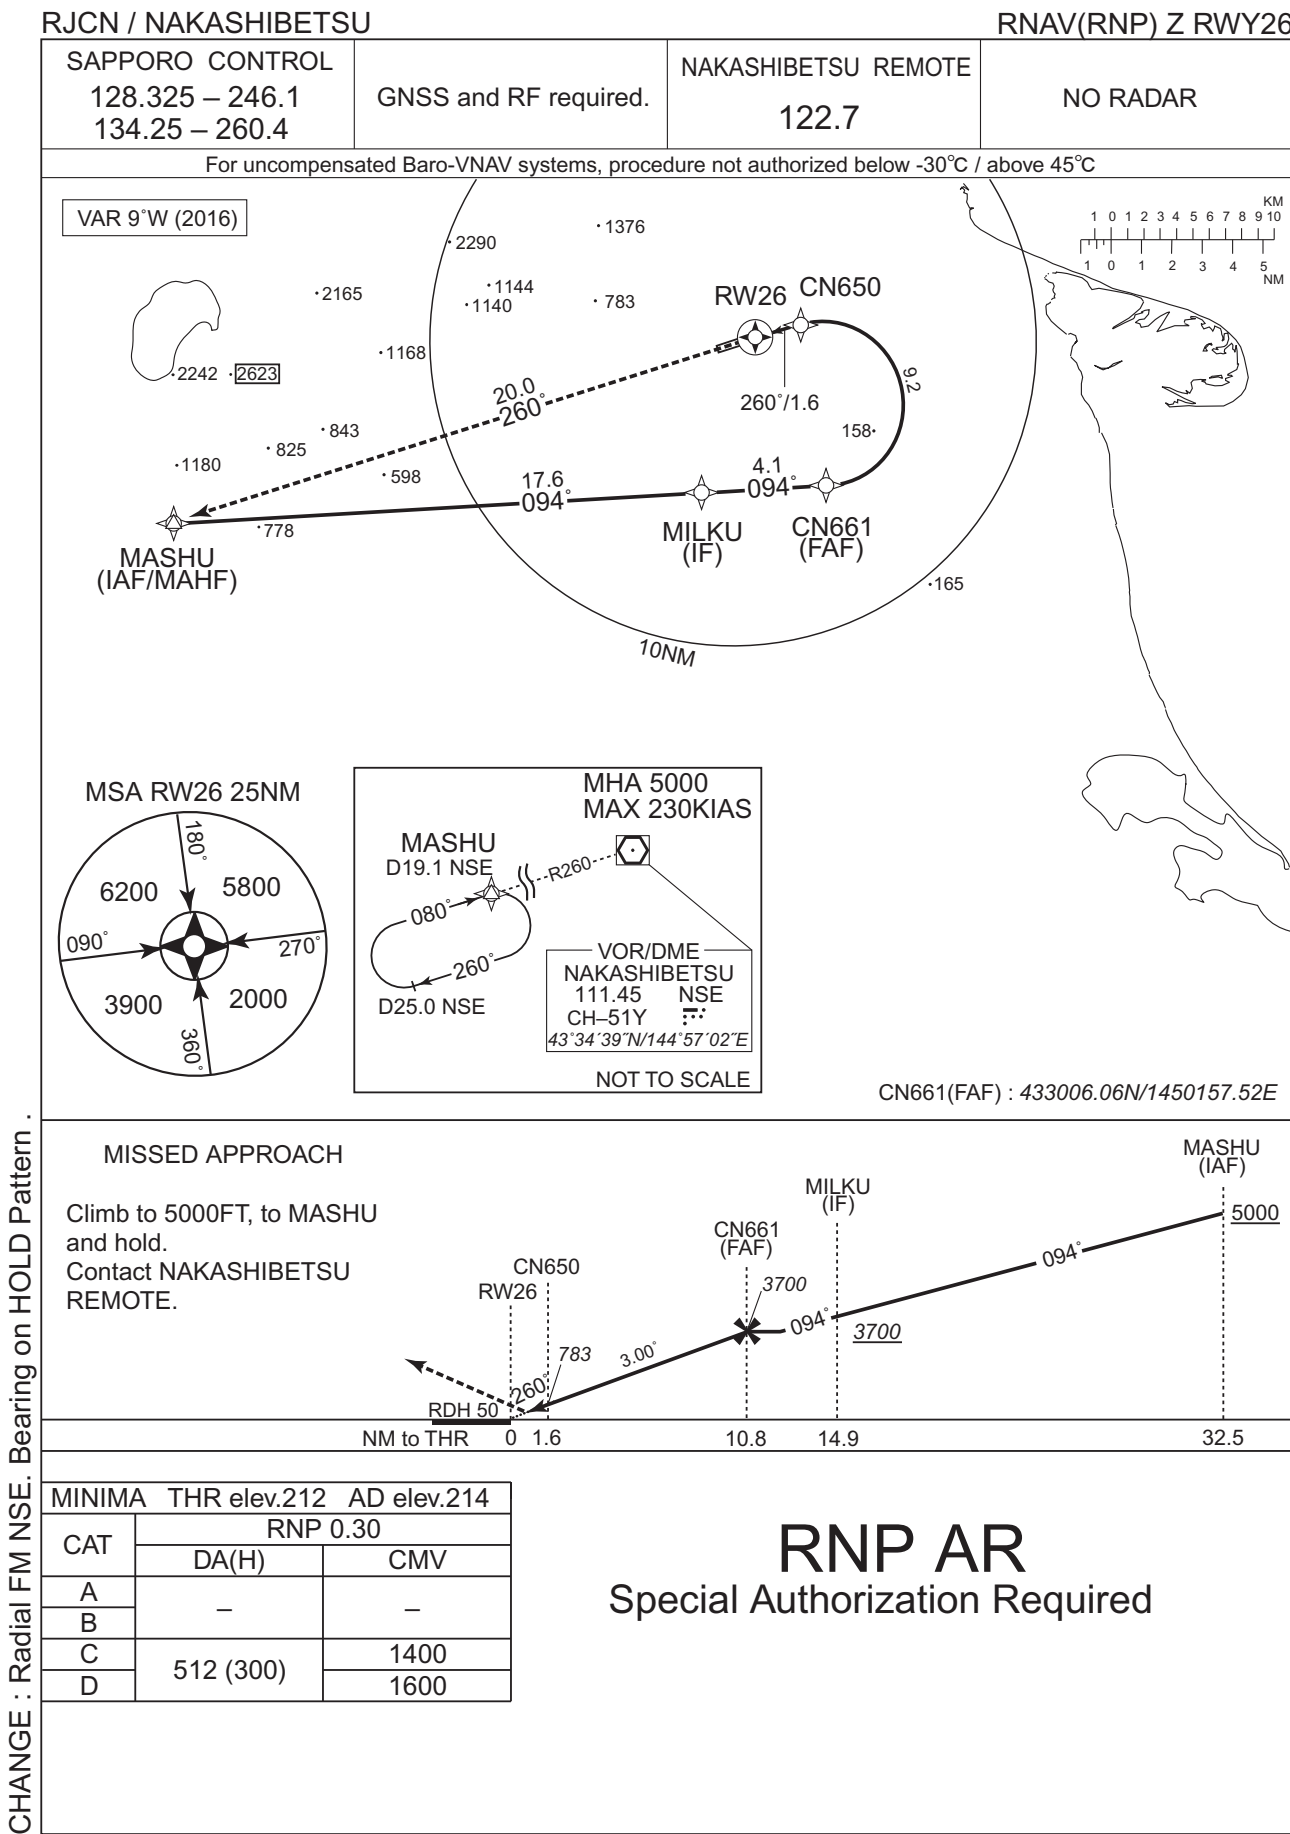 RJCN / NAKASHIBETSU
RNAV(RNP) Z RWY26
SAPPORO CONTROL
128.325 – 246.1
134.25 – 260.4
GNSS and RF required.
NAKASHIBETSU REMOTE
122.7
NO RADAR
For uncompensated Baro-VNAV systems, procedure not authorized below -30°C / above 45°C
VAR 9°W (2016)
KM
1 0 1 2 3 4 5 6 7 8 9 10
1 0 1 2 3 4 5
NM
1376
2290
2165
1144
1140
783
RW26
CN650
1168
2242
2623
20.0
260°
260°/1.6
9.2
843
825
158
1180
598
17.6
094°
4.1
094°
778
MASHU
(IAF/MAHF)
MILKU
(IF)
CN661
(FAF)
165
10NM
MSA RW26 25NM
180°
6200
5800
090°
270°
3900
2000
360°
MHA 5000
MAX 230KIAS
MASHU
D19.1 NSE
R260
080°
260°
D25.0 NSE
VOR/DME
NAKASHIBETSU
111.45 NSE
CH–51Y
43°34´39˝N/144°57´02˝E
NOT TO SCALE
CN661(FAF) : 433006.06N/1450157.52E
MISSED APPROACH
Climb to 5000FT, to MASHU
and hold.
Contact NAKASHIBETSU
REMOTE.
MASHU
(IAF)
5000
MILKU
(IF)
094°
CN661
(FAF)
3700
094°
3700
CN650
RW26
3.00°
783
260°
RDH 50
NM to THR 0 1.6 10.8 14.9 32.5
MINIMA THR elev.212 AD elev.214
CAT
RNP 0.30
DA(H) CMV
A
B
– –
C
D
512 (300)
1400
1600
RNP AR
Special Authorization Required
CHANGE : Radial FM NSE. Bearing on HOLD Pattern .